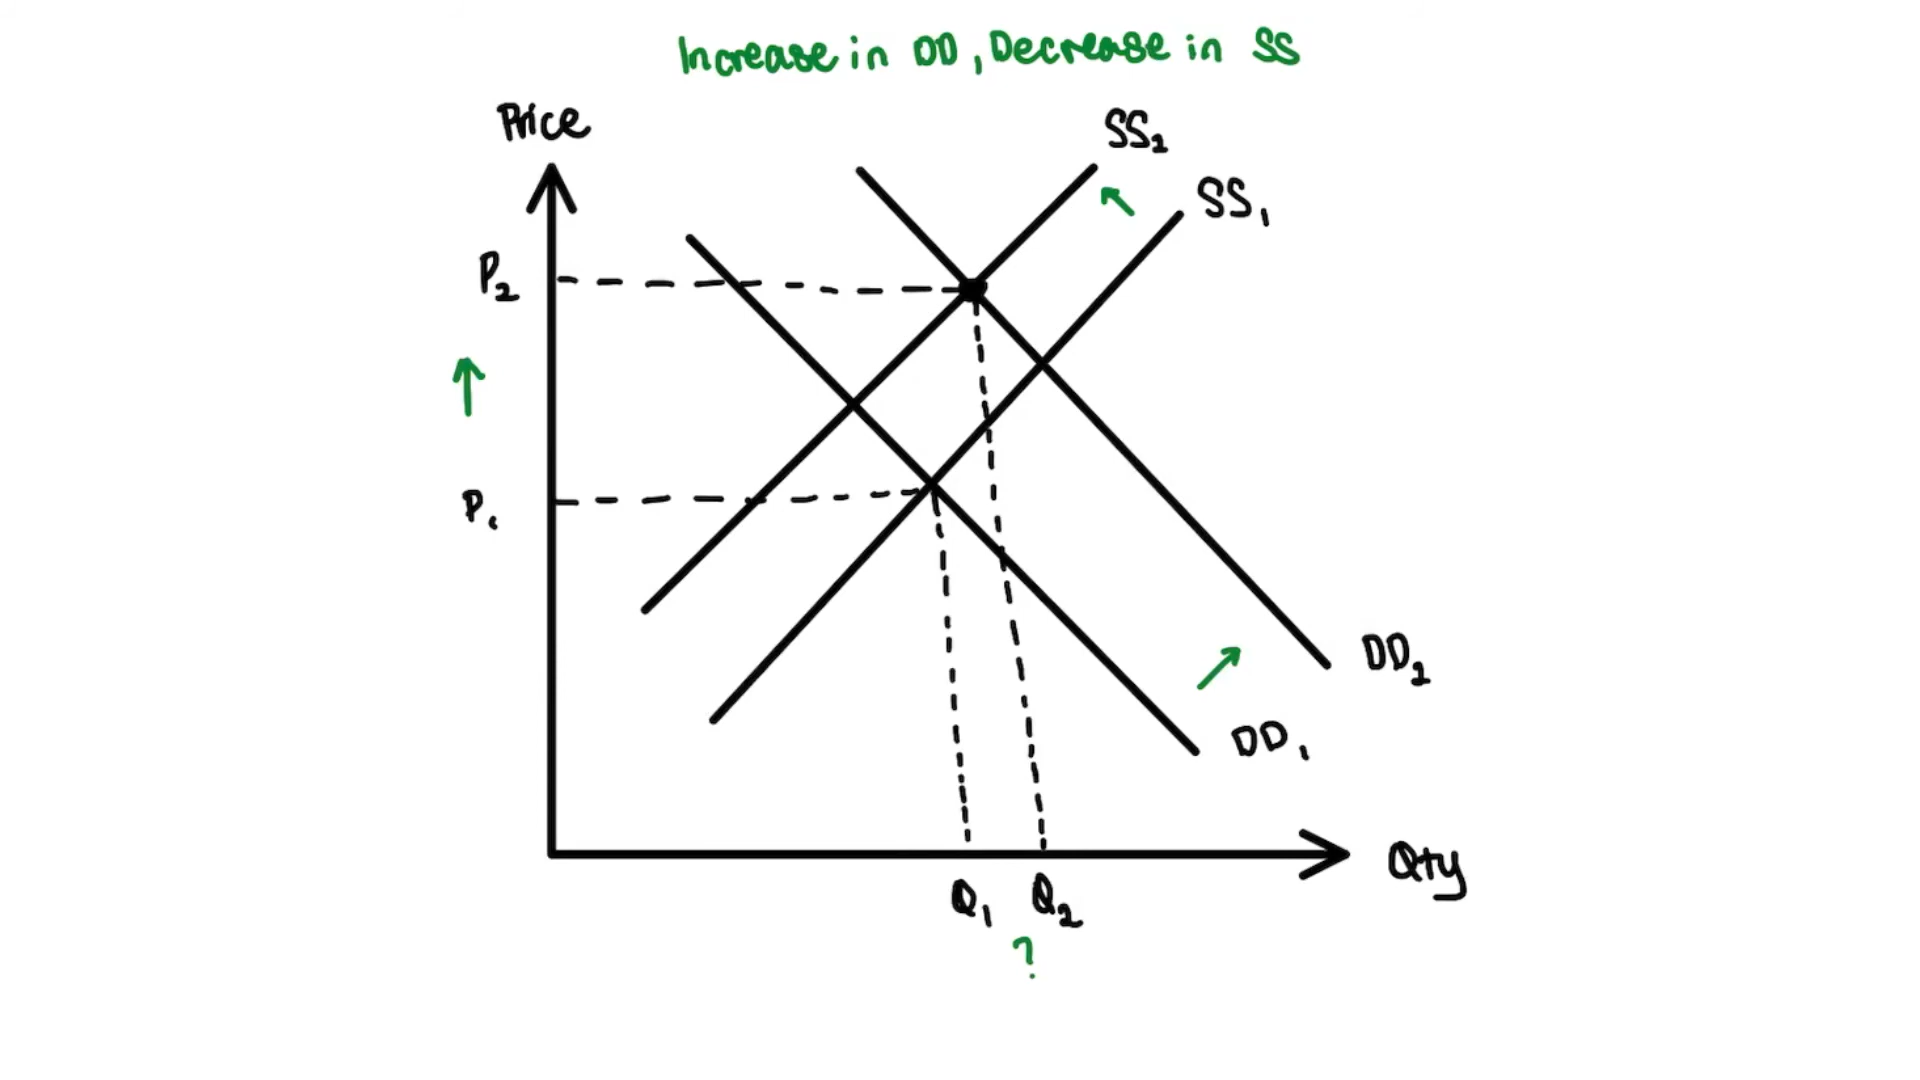 Increase in DD, Decrease in SS
Price
SS₂
SS₁
P₂
P₁
DD₂
DD₁
Qty
Q₁ Q₂
?